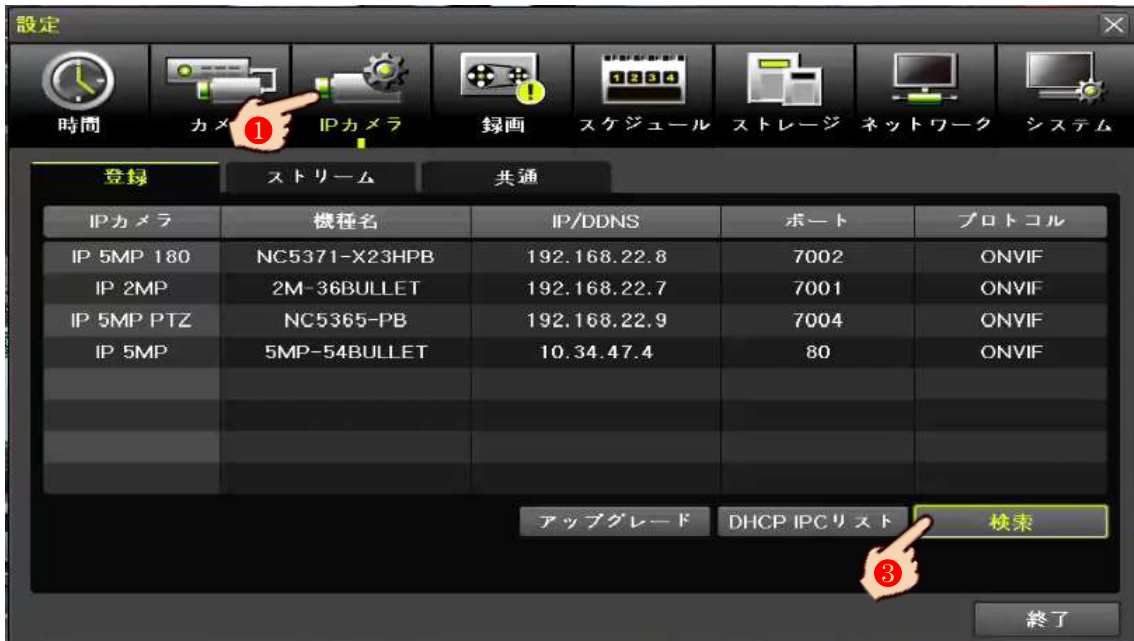 設定
時間 カメ IPカメラ 録画 スケジュール ストレージ ネットワーク システム
1234
❶
登録 ストリーム 共通
IPカメラ 機種名 IP/DDNS ポート プロトコル
IP 5MP 180 NC5371-X23HPB 192.168.22.8 7002 ONVIF
IP 2MP 2M-36BULLET 192.168.22.7 7001 ONVIF
IP 5MP PTZ NC5365-PB 192.168.22.9 7004 ONVIF
IP 5MP 5MP-54BULLET 10.34.47.4 80 ONVIF
アップグレード DHCP IPCリスト 検索
❸
終了